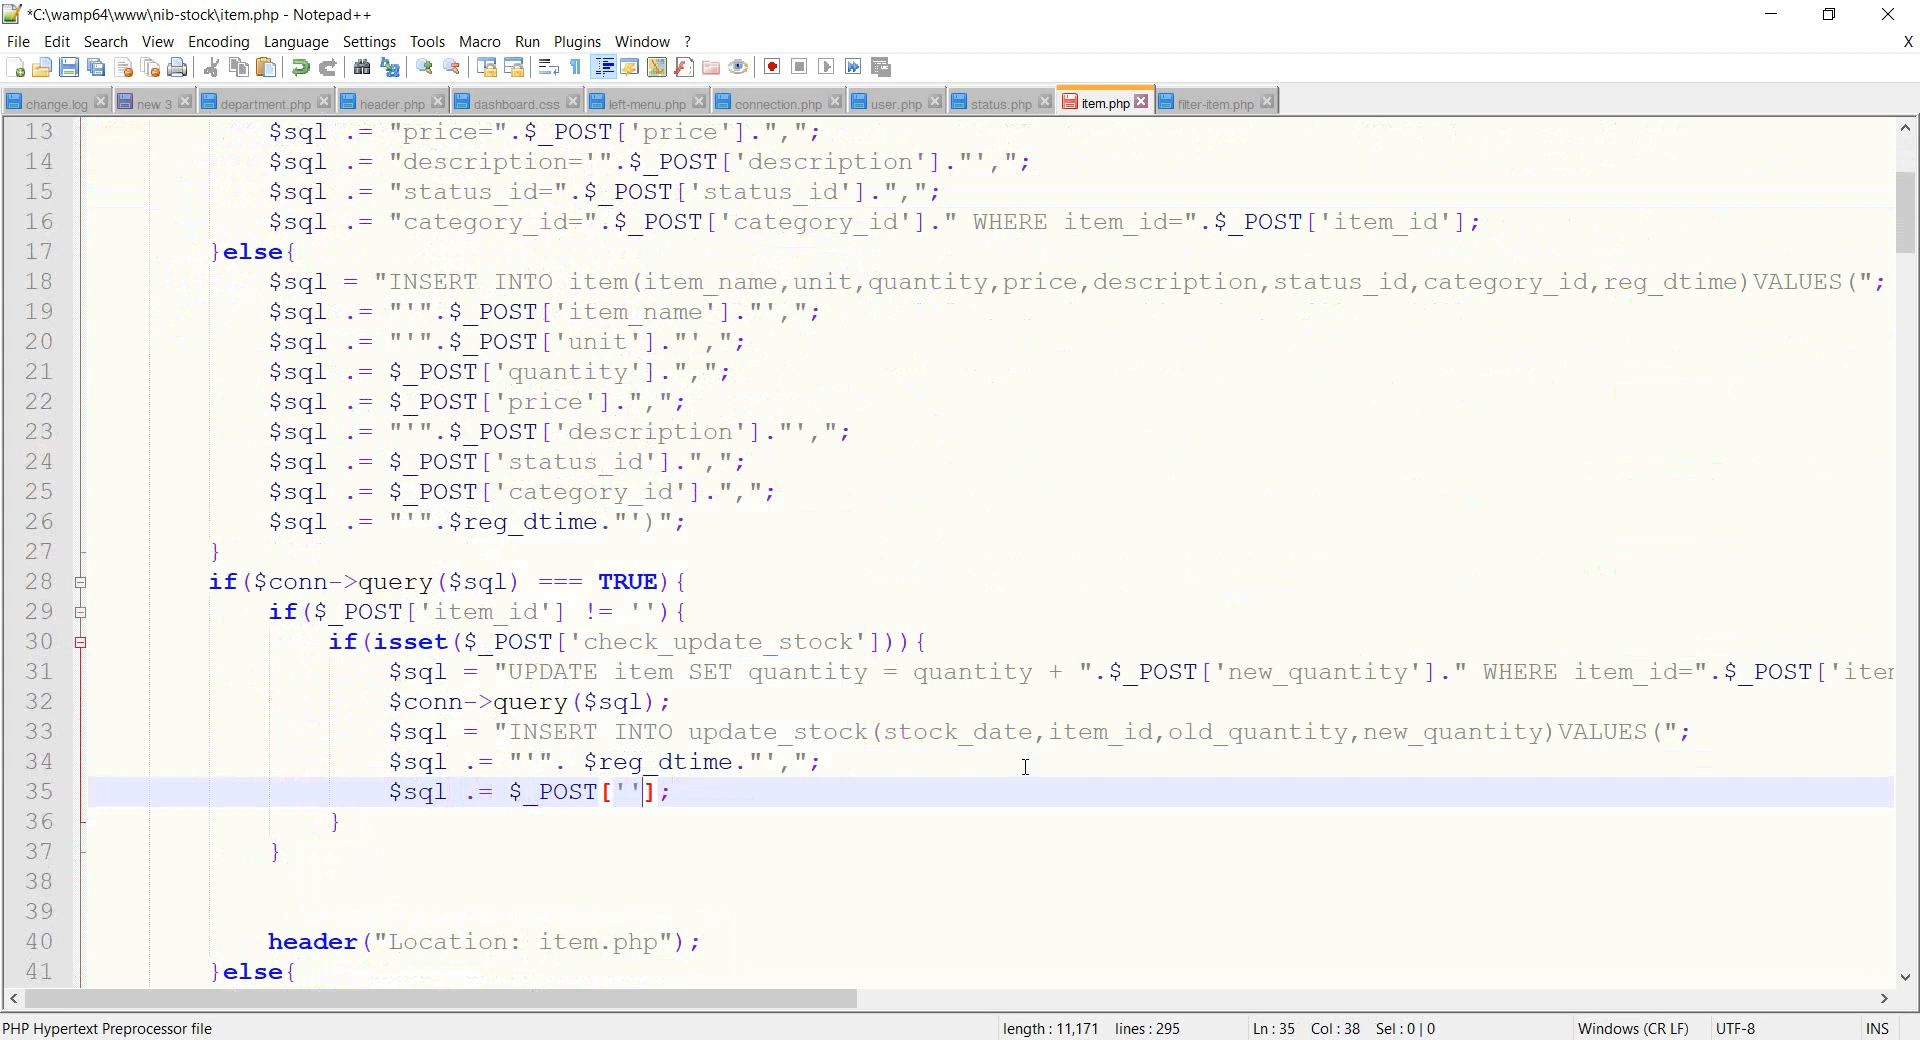 *C:\wamp64\www\nib-stock\item.php - Notepad++
File Edit Search View Encoding Language Settings Tools Macro Run Plugins Window ? X
change.log new 3 department.php header.php dashboard.css left-menu.php connection.php user.php status.php item.php filter-item.php
13 $sql .= "price=".$_POST['price'].",";
14 $sql .= "description='".$_POST['description']."',";
15 $sql .= "status_id=".$_POST['status_id'].",";
16 $sql .= "category_id=".$_POST['category_id']." WHERE item_id=".$_POST['item_id'];
17 }else{
18 $sql = "INSERT INTO item(item_name,unit,quantity,price,description,status_id,category_id,reg_dtime)VALUES(";
19 $sql .= "'".$_POST['item_name']."',";
20 $sql .= "'".$_POST['unit']."',";
21 $sql .= $_POST['quantity'].",";
22 $sql .= $_POST['price'].",";
23 $sql .= "'".$_POST['description']."',";
24 $sql .= $_POST['status_id'].",";
25 $sql .= $_POST['category_id'].",";
26 $sql .= "'".$reg_dtime."')";
27 }
28 if($conn->query($sql) === TRUE){
29 if($_POST['item_id'] != ''){
30 if(isset($_POST['check_update_stock'])){
31 $sql = "UPDATE item SET quantity = quantity + ".$_POST['new_quantity']." WHERE item_id=".$_POST['iter
32 $conn->query($sql);
33 $sql = "INSERT INTO update_stock(stock_date,item_id,old_quantity,new_quantity)VALUES(";
34 $sql .= "'". $reg_dtime."',";
35 $sql .= $_POST[''];
36 }
37 }
38
39
40 header("Location: item.php");
41 }else{
PHP Hypertext Preprocessor file length : 11,171 lines : 295 Ln : 35 Col : 38 Sel : 0 | 0 Windows (CR LF) UTF-8 INS